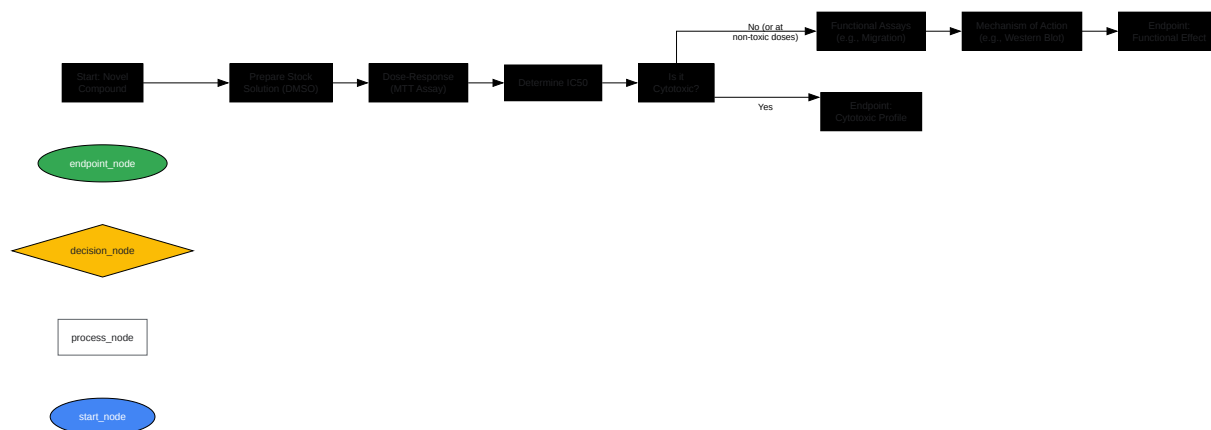 Start: Novel
Compound
Prepare Stock
Solution (DMSO)
Dose-Response
(MTT Assay)
Determine IC50
Is it
Cytotoxic?
No (or at
non-toxic doses)
Functional Assays
(e.g., Migration)
Mechanism of Action
(e.g., Western Blot)
Endpoint:
Functional Effect
Yes
Endpoint:
Cytotoxic Profile
endpoint_node
decision_node
process_node
start_node